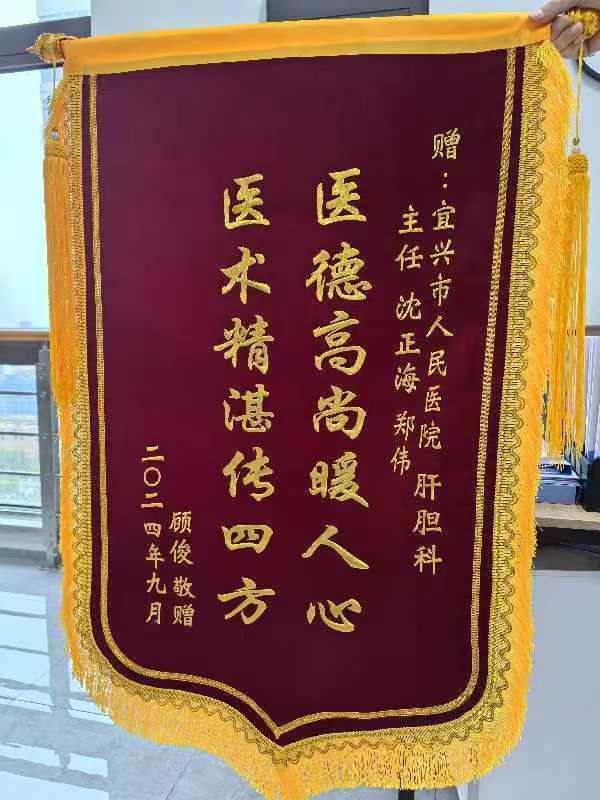 赠：宜兴市人民医院 肝胆科
主任 沈正海 郑伟
医德高尚暖人心
医术精湛传四方
顾俊 敬赠
二〇二四年九月